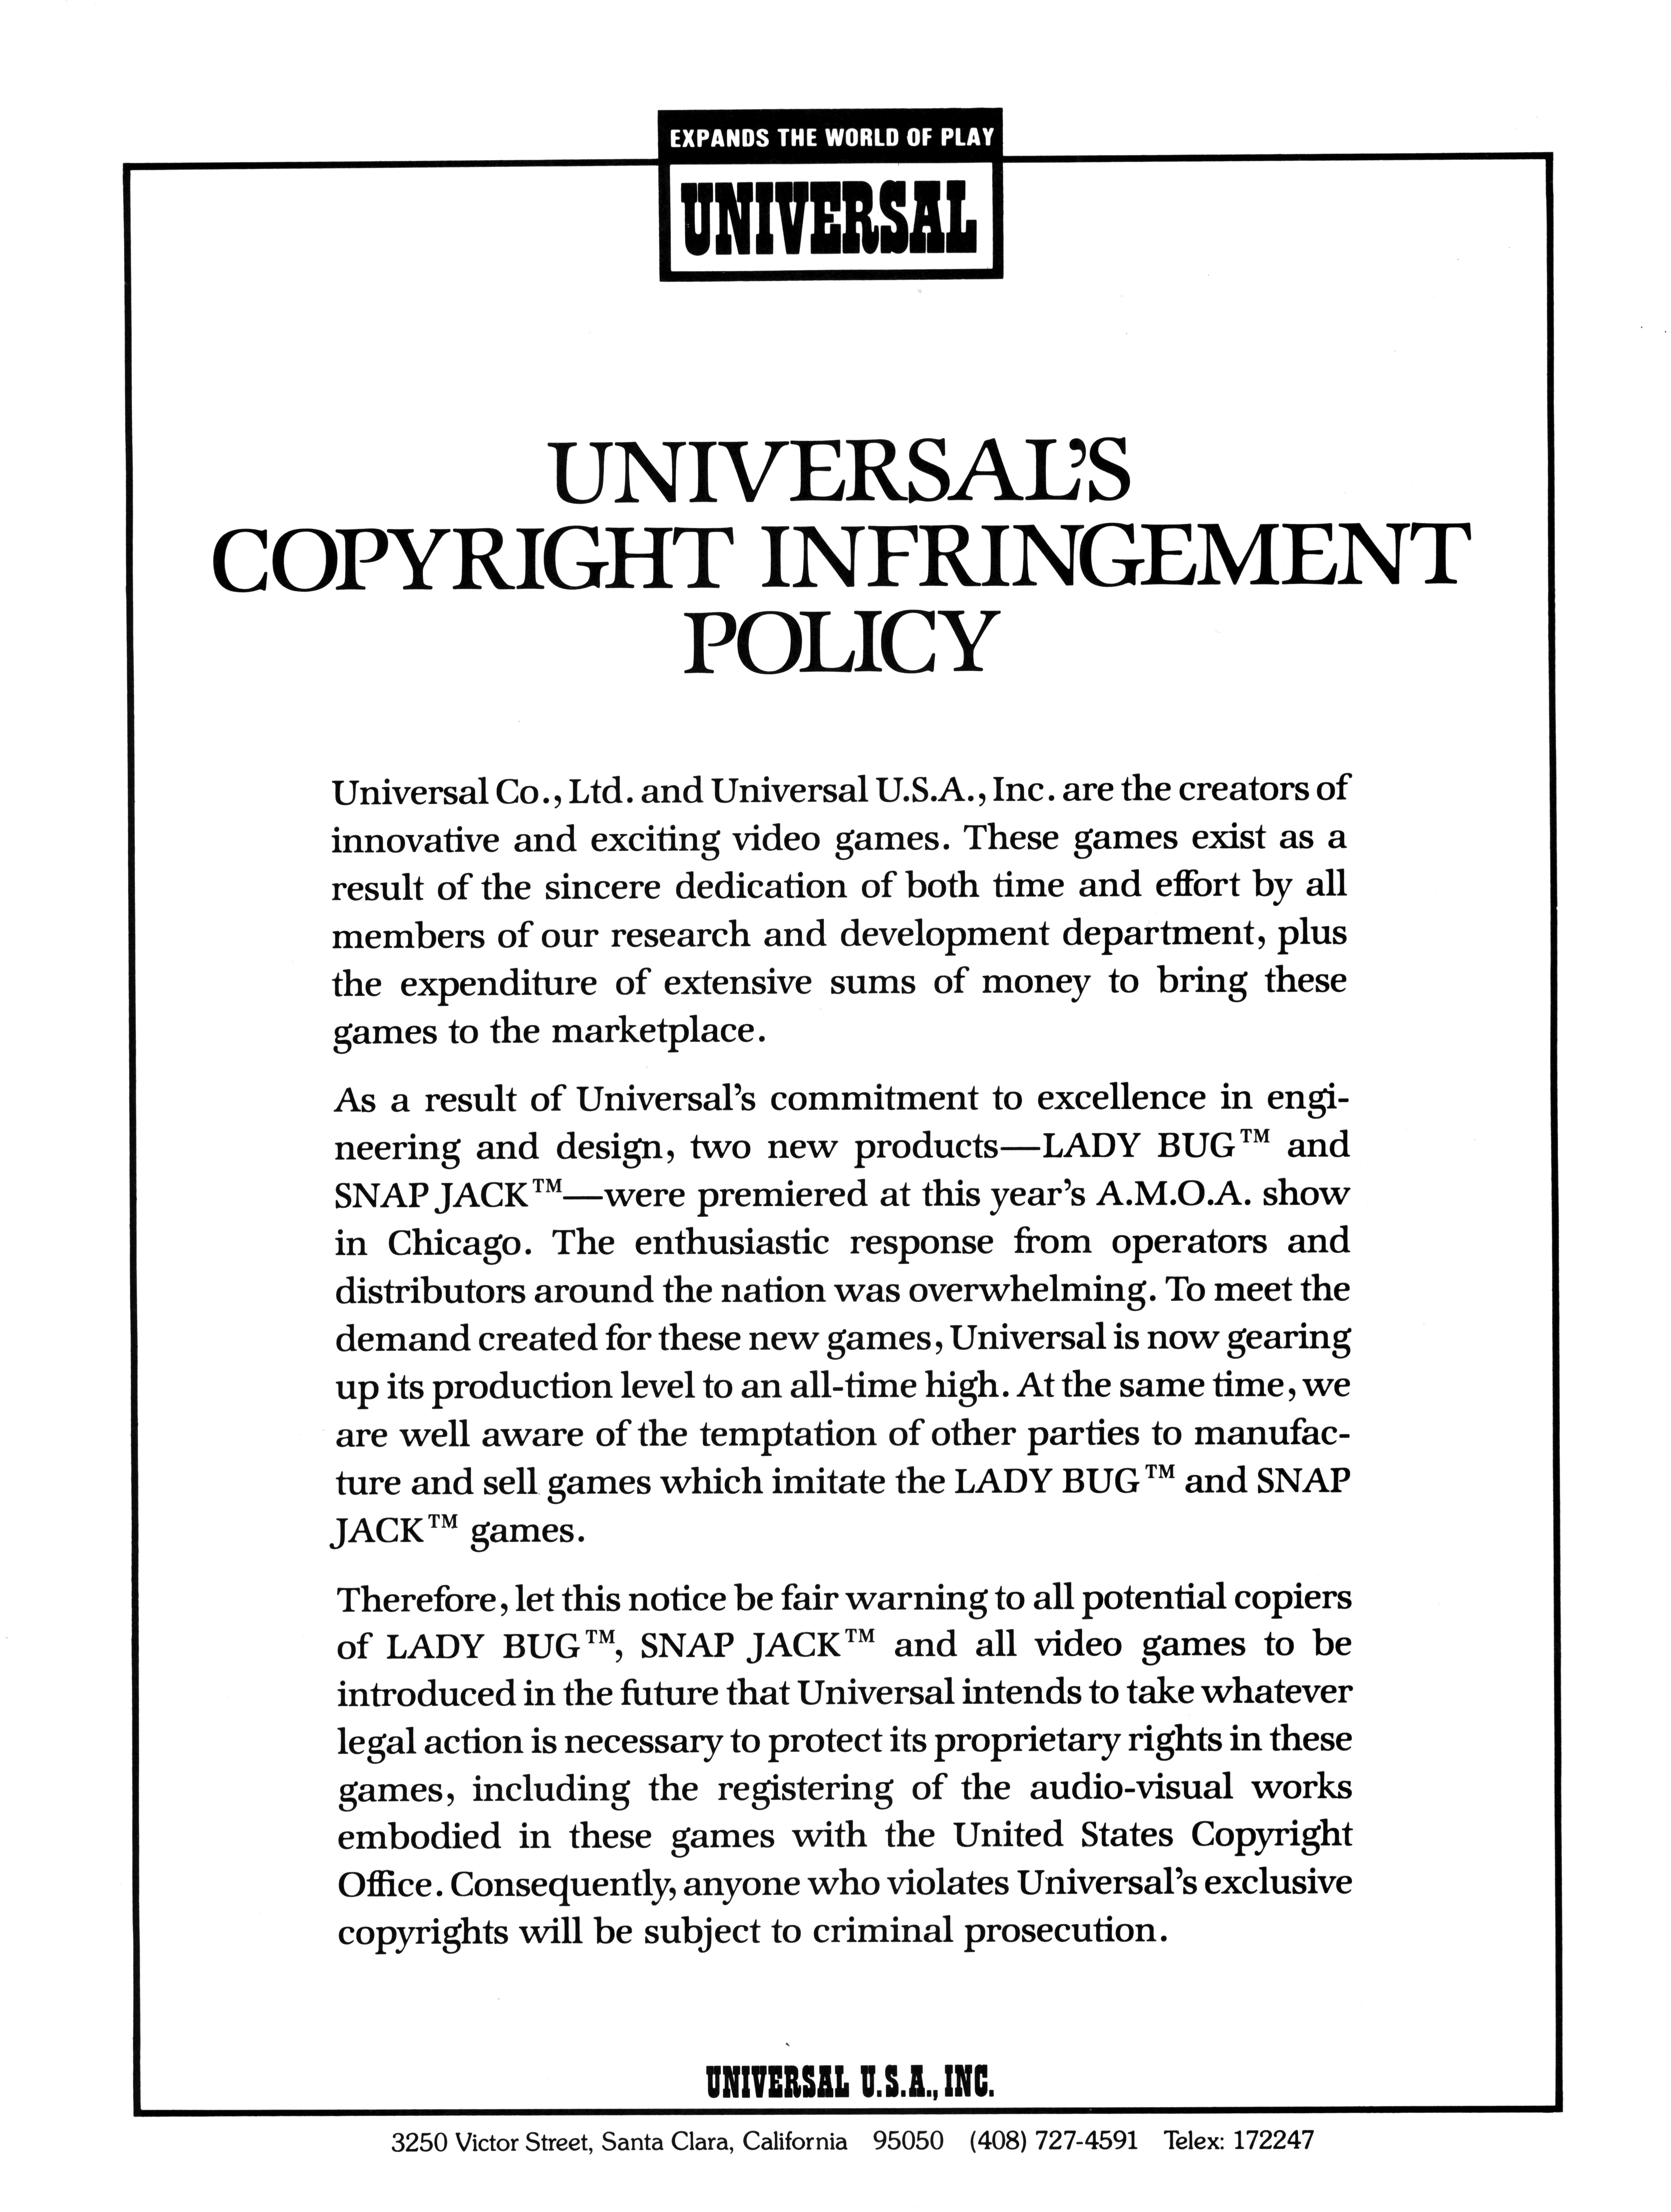 EXPANDS THE WORLD OF PLAY
UNIVERSAL
UNIVERSAL'S
COPYRIGHT INFRINGEMENT
POLICY
Universal Co., Ltd. and Universal U.S.A., Inc. are the creators of
innovative and exciting video games. These games exist as a
result of the sincere dedication of both time and effort by all
members of our research and development department, plus
the expenditure of extensive sums of money to bring these
games to the marketplace.
As a result of Universal's commitment to excellence in engi-
neering and design, two new products—LADY BUG™ and
SNAP JACK™—were premiered at this year's A.M.O.A. show
in Chicago. The enthusiastic response from operators and
distributors around the nation was overwhelming. To meet the
demand created for these new games, Universal is now gearing
up its production level to an all-time high. At the same time, we
are well aware of the temptation of other parties to manufac-
ture and sell games which imitate the LADY BUG™ and SNAP
JACK™ games.
Therefore, let this notice be fair warning to all potential copiers
of LADY BUG™, SNAP JACK™ and all video games to be
introduced in the future that Universal intends to take whatever
legal action is necessary to protect its proprietary rights in these
games, including the registering of the audio-visual works
embodied in these games with the United States Copyright
Office. Consequently, anyone who violates Universal's exclusive
copyrights will be subject to criminal prosecution.
UNIVERSAL U.S.A., INC.
3250 Victor Street, Santa Clara, California 95050 (408) 727-4591 Telex: 172247